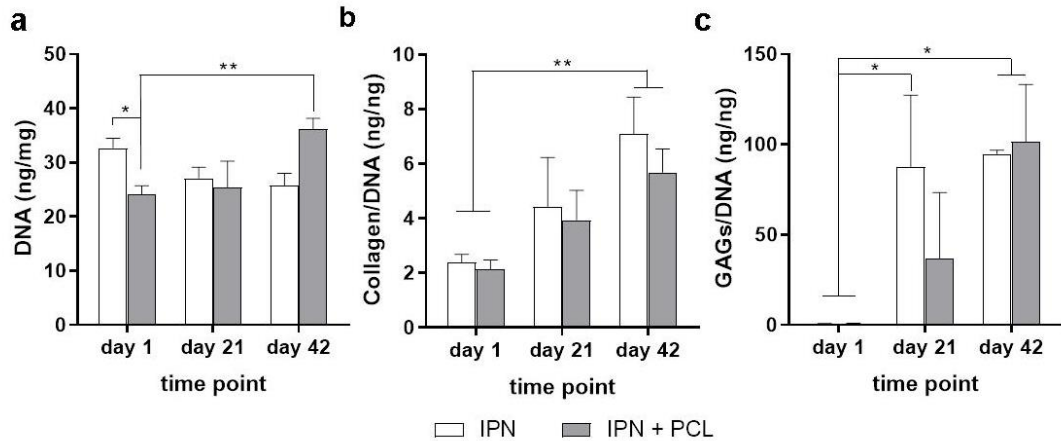 a
DNA (ng/mg)
50
40
30
20
10
0
*
**
day 1 day 21 day 42
time point
b
Collagen/DNA (ng/ng)
10
8
6
4
2
0
**
day 1 day 21 day 42
time point
c
GAGs/DNA (ng/ng)
150
100
50
0
*
*
day 1 day 21 day 42
time point
IPN IPN + PCL